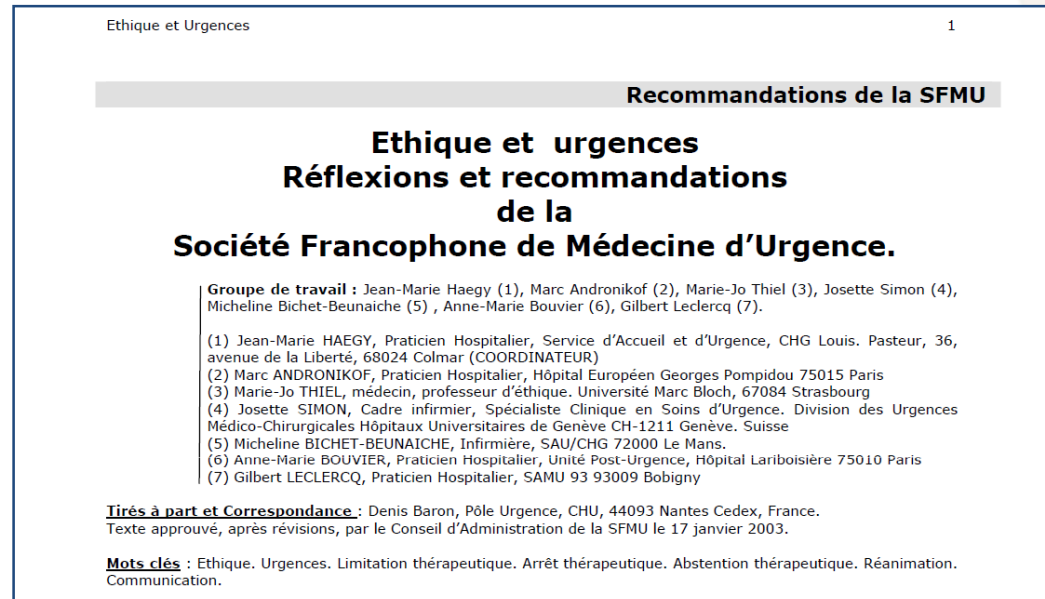 Ethique et Urgences 1
Recommandations de la SFMU
Ethique et urgences
Réflexions et recommandations
de la
Société Francophone de Médecine d'Urgence.
Groupe de travail : Jean-Marie Haegy (1), Marc Andronikof (2), Marie-Jo Thiel (3), Josette Simon (4),
Micheline Bichet-Beunaiche (5) , Anne-Marie Bouvier (6), Gilbert Leclercq (7).
(1) Jean-Marie HAEGY, Praticien Hospitalier, Service d'Accueil et d'Urgence, CHG Louis. Pasteur, 36,
avenue de la Liberté, 68024 Colmar (COORDINATEUR)
(2) Marc ANDRONIKOF, Praticien Hospitalier, Hôpital Européen Georges Pompidou 75015 Paris
(3) Marie-Jo THIEL, médecin, professeur d'éthique. Université Marc Bloch, 67084 Strasbourg
(4) Josette SIMON, Cadre infirmier, Spécialiste Clinique en Soins d'Urgence. Division des Urgences
Médico-Chirurgicales Hôpitaux Universitaires de Genève CH-1211 Genève. Suisse
(5) Micheline BICHET-BEUNAICHE, Infirmière, SAU/CHG 72000 Le Mans.
(6) Anne-Marie BOUVIER, Praticien Hospitalier, Unité Post-Urgence, Hôpital Lariboisière 75010 Paris
(7) Gilbert LECLERCQ, Praticien Hospitalier, SAMU 93 93009 Bobigny
Tirés à part et Correspondance : Denis Baron, Pôle Urgence, CHU, 44093 Nantes Cedex, France.
Texte approuvé, après révisions, par le Conseil d'Administration de la SFMU le 17 janvier 2003.
Mots clés : Ethique. Urgences. Limitation thérapeutique. Arrêt thérapeutique. Abstention thérapeutique. Réanimation.
Communication.